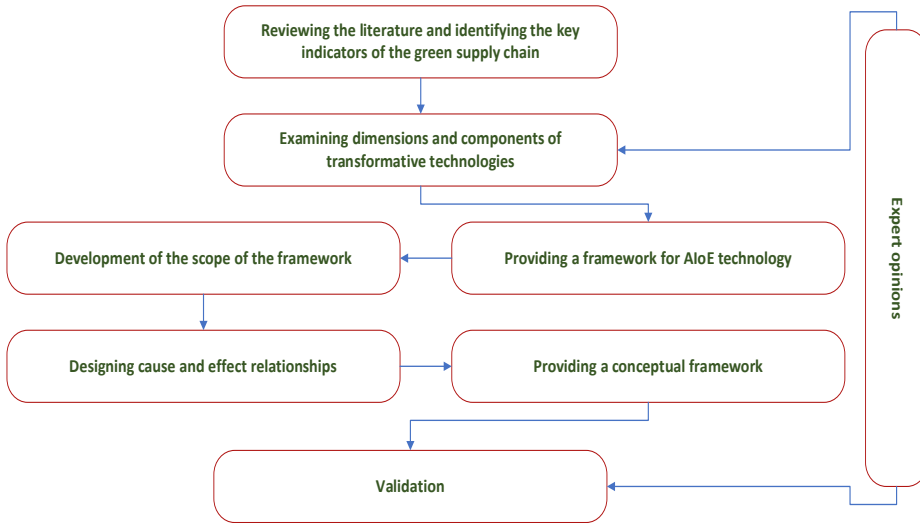 Reviewing the literature and identifying the key
indicators of the green supply chain
Examining dimensions and components of
transformative technologies
Development of the scope of the framework
Providing a framework for AIoE technology
Designing cause and effect relationships
Providing a conceptual framework
Validation
Expert opinions